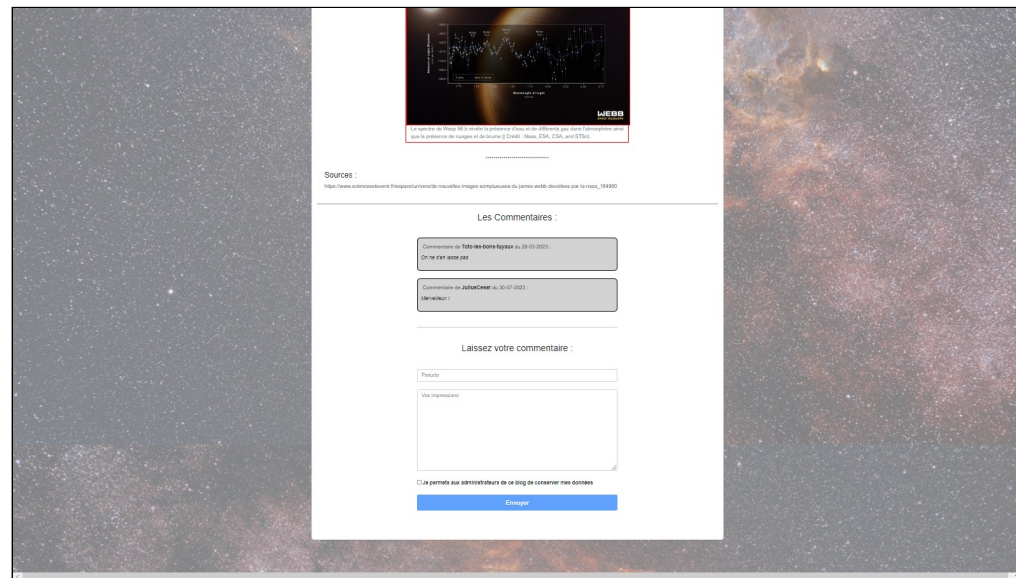 WEBB
Le spectre de Wasp 96 b révèle la présence d'eau et de différents gaz dans l'atmosphère ainsi
que la présence de nuages et de brume || Crédit : Nasa, ESA, CSA, and STScI.
******************************
Sources :
https://www.sciencesetavenir.fr/espace/univers/de-nouvelles-images-somptueuses-du-james-webb-devoilees-par-la-nasa_164950
Les Commentaires :
Commentaire de Toto-les-bons-tuyaux du 28-03-2023 :
On ne s'en lasse pas
Commentaire de JuliusCesar du 30-07-2023 :
Merveilleux !
Laissez votre commentaire :
Pseudo
Vos impressions
Je permets aux administrateurs de ce blog de conserver mes données
Envoyer